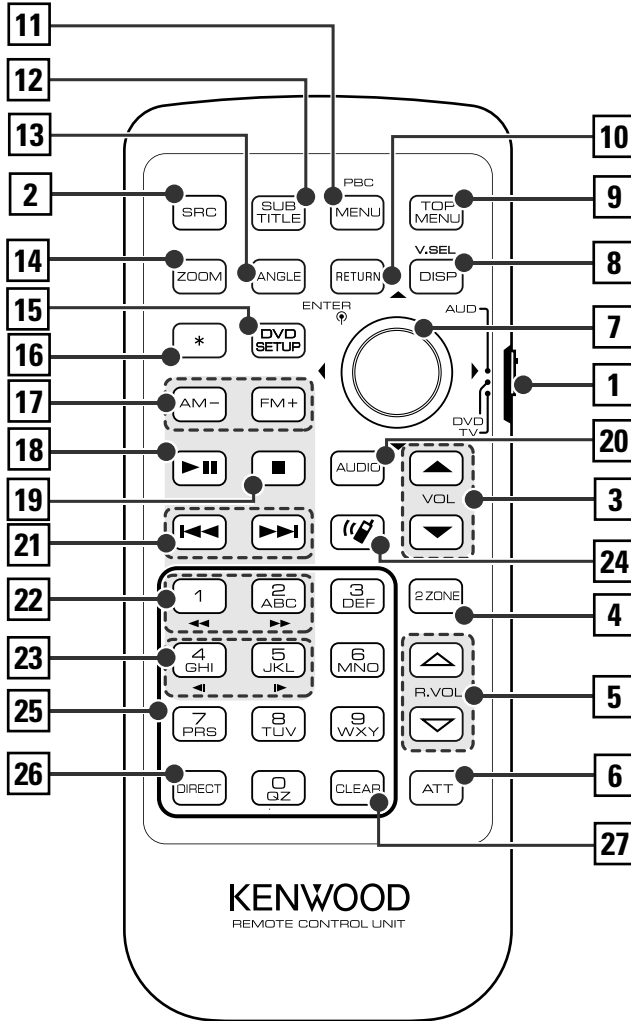 11
12
13
2
14
15
16
17
18
19
21
22
23
25
26
10
9
8
7
1
20
3
24
4
5
6
27
PBC
SRC
SUB
TITLE
MENU
TOP
MENU
V.SEL
ZOOM
ANGLE
RETURN
DISP
ENTER
AUD
*
DVD
SETUP
DVD
TV
AM–
FM+
AUDIO
VOL
1
2
ABC
3
DEF
2 ZONE
4
GHI
5
JKL
6
MNO
R.VOL
7
PRS
8
TUV
9
WXY
DIRECT
0
QZ
CLEAR
ATT
KENWOOD
REMOTE CONTROL UNIT